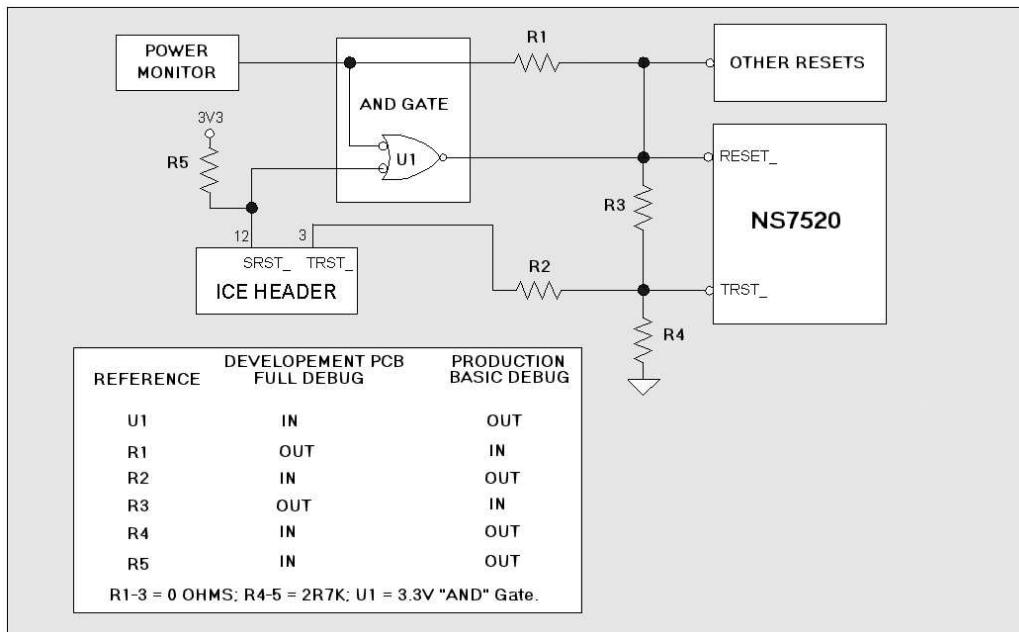 POWER
MONITOR
R1
OTHER RESETS
AND GATE
U1
3V3
R5
RESET_
NS7520
R3
12
3
SRST_ TRST_
ICE HEADER
R2
TRST_
R4
REFERENCE DEVELOPEMENT PCB FULL DEBUG PRODUCTION BASIC DEBUG
U1 IN OUT
R1 OUT IN
R2 IN OUT
R3 OUT IN
R4 IN OUT
R5 IN OUT
R1-3 = 0 OHMS; R4-5 = 2R7K; U1 = 3.3V "AND" Gate.